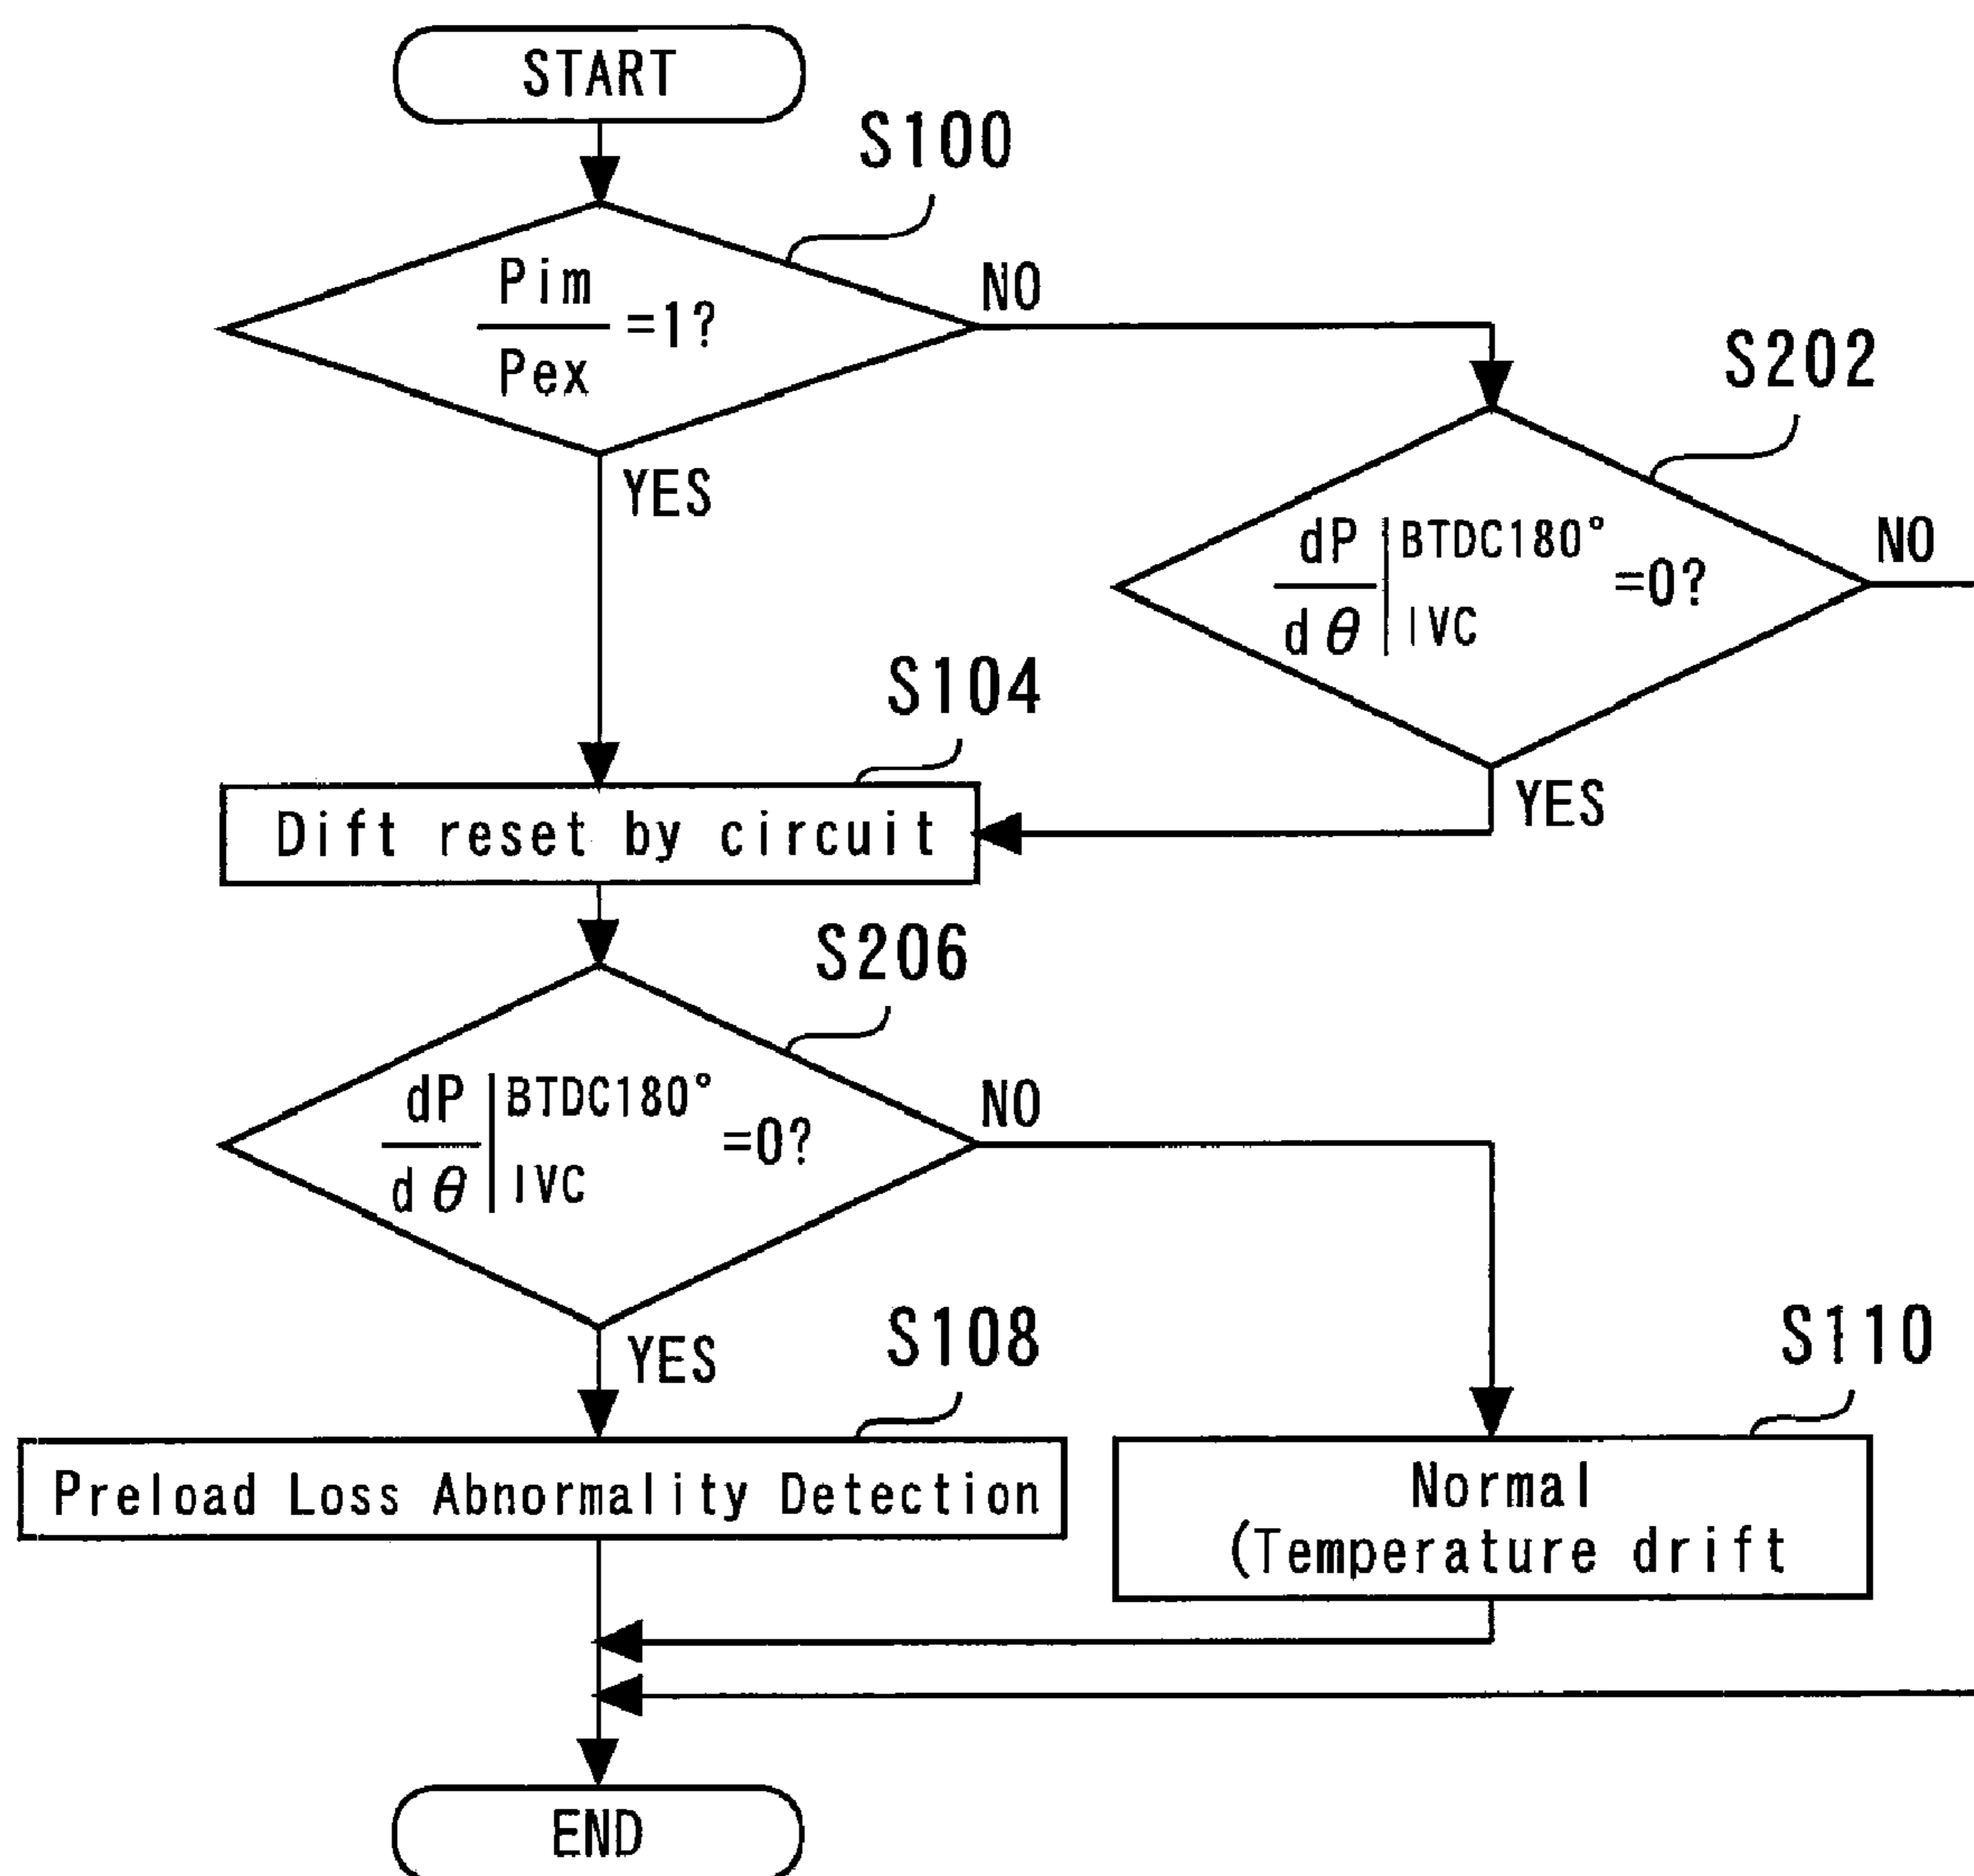 START
S100
Pim
Pex
=1?
NO
YES
S202
dP
dθ
BTDC180°
IVC
=0?
NO
YES
S104
Dift reset by circuit
S206
dP
dθ
BTDC180°
IVC
=0?
NO
YES
S108
Preload Loss Abnormality Detection
S110
Normal
(Temperature drift
END